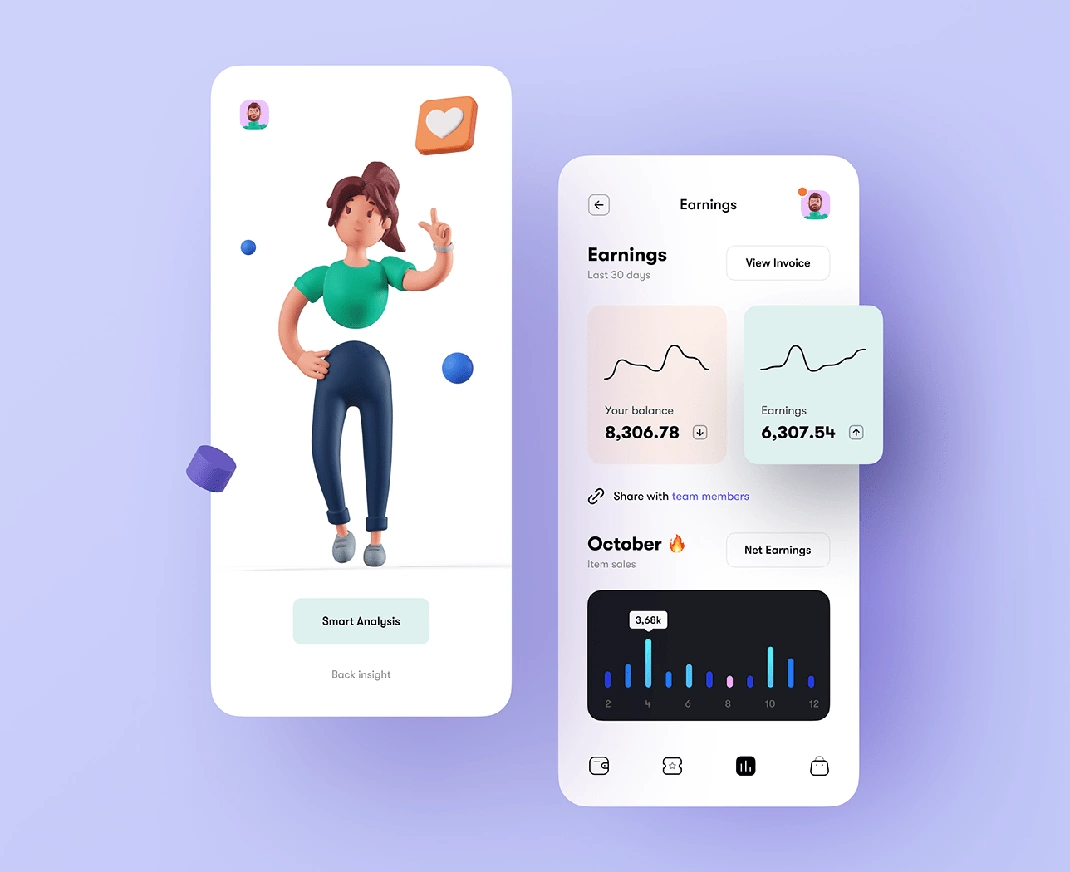 Smart Analysis
Back insight
Earnings
Earnings
Last 30 days
View Invoice
Your balance
8,306.78
Earnings
6,307.54
Share with team members
October 🔥
Item sales
Net Earnings
3,68k
2 4 6 8 10 12